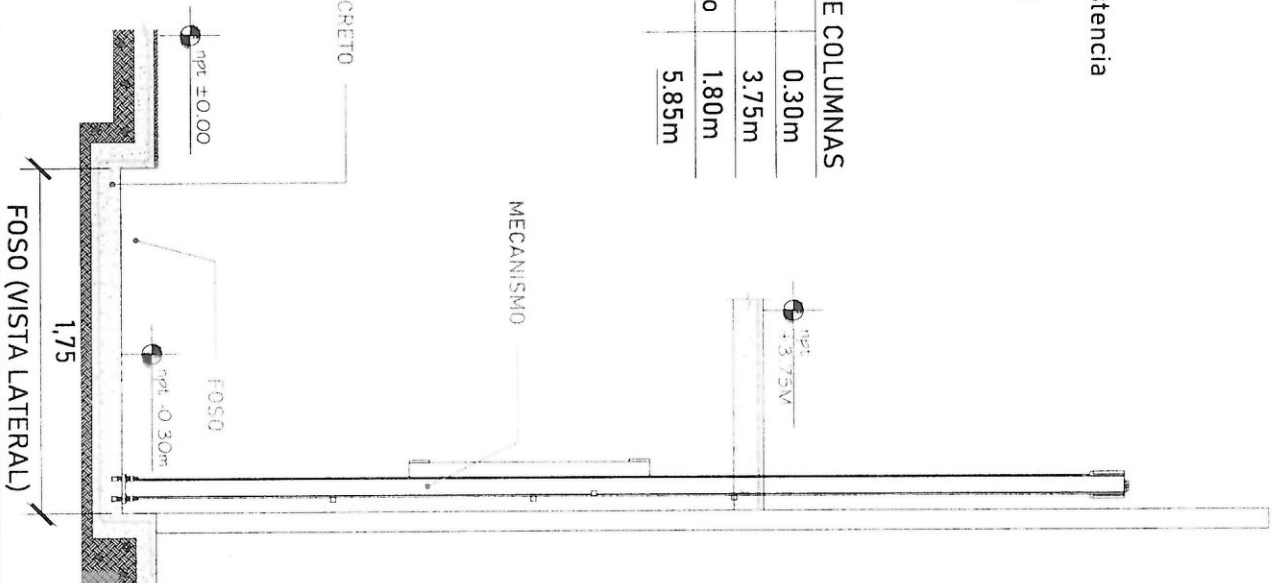 tencia
E COLUMNAS
0.30m
3.75m
o
1.80m
5.85m
CRETO
npt ±0.00
MECANISMO
npt
+3.75M
FOSO
npt -0.30m
1,75
FOSO (VISTA LATERAL)